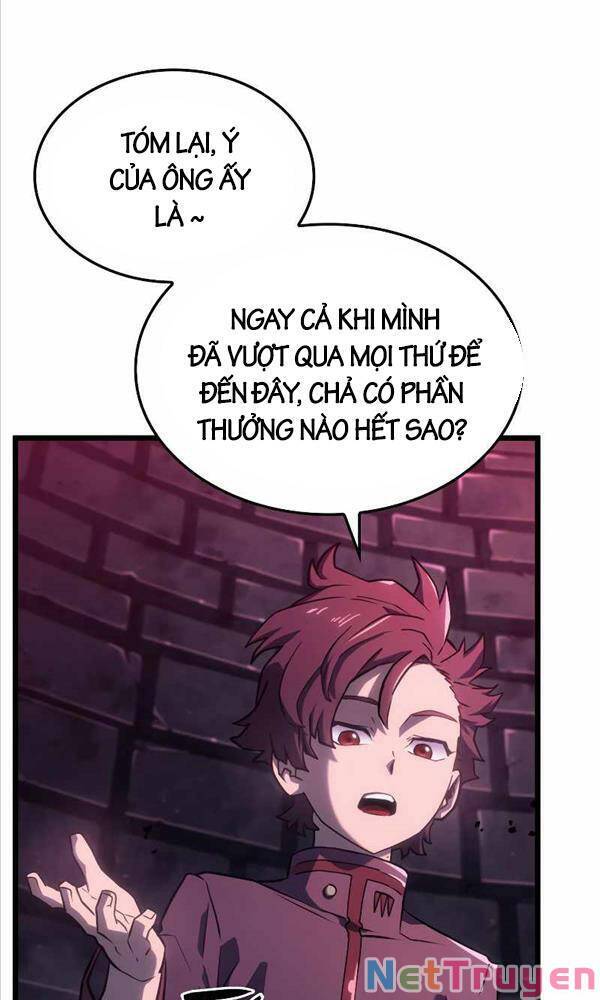 TÓM LẠI, Ý
CỦA ÔNG ẤY
LÀ ~
NGAY CẢ KHI MÌNH
ĐÃ VƯỢT QUA MỌI THỨ ĐỂ
ĐẾN ĐÂY, CHẢ CÓ PHẦN
THƯỞNG NÀO HẾT SAO?
NetTruyen